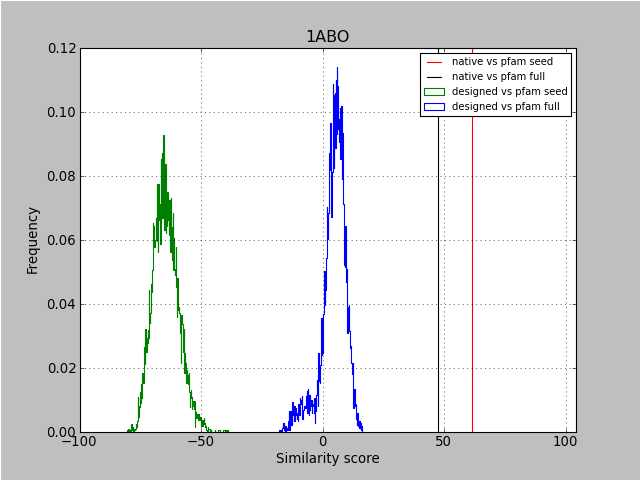 1ABO
0.12
0.10
0.08
0.06
0.04
0.02
0.00
Frequency
native vs pfam seed
native vs pfam full
designed vs pfam seed
designed vs pfam full
−100
−50
0
50
100
Similarity score